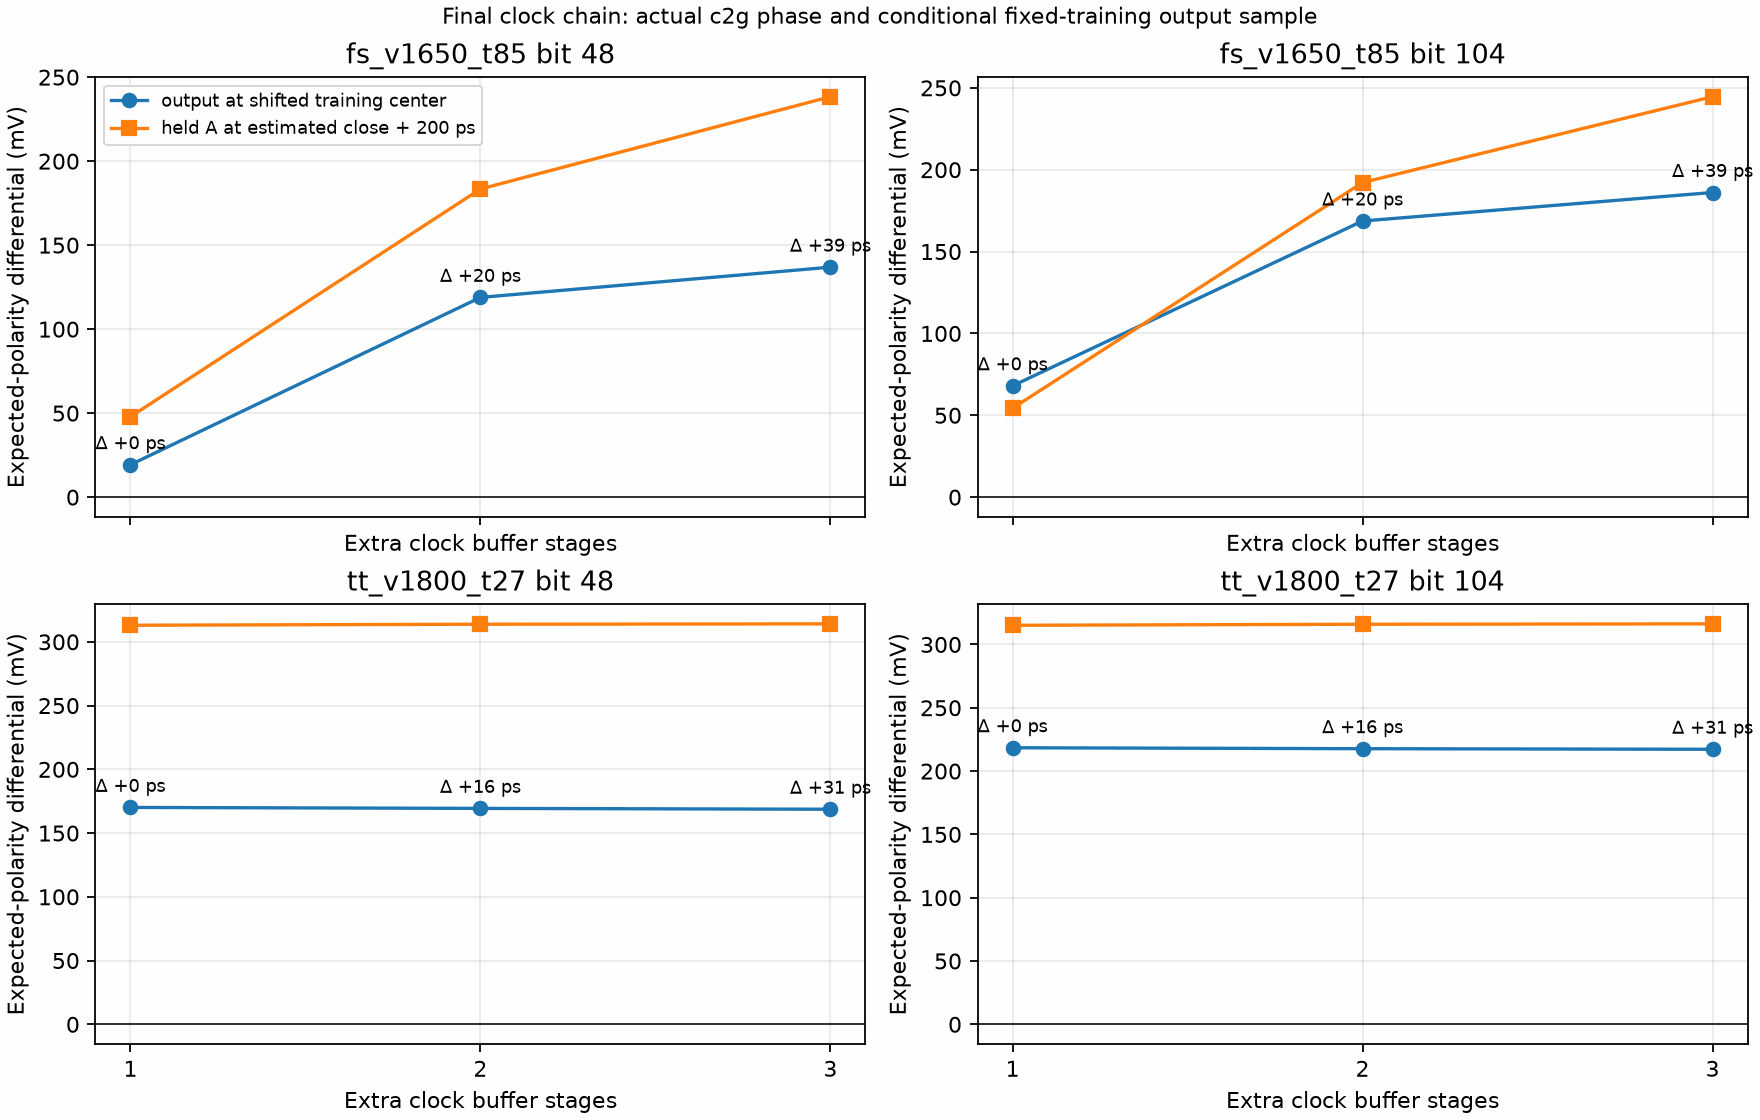 Final clock chain: actual c2g phase and conditional fixed-training output sample
fs_v1650_t85 bit 48
Expected-polarity differential (mV)
250
200
150
100
50
0
output at shifted training center
held A at estimated close + 200 ps
Δ +0 ps
Δ +20 ps
Δ +39 ps
Extra clock buffer stages
fs_v1650_t85 bit 104
Expected-polarity differential (mV)
250
200
150
100
50
0
Δ +0 ps
Δ +20 ps
Δ +39 ps
Extra clock buffer stages
tt_v1800_t27 bit 48
Expected-polarity differential (mV)
300
250
200
150
100
50
0
Δ +0 ps
Δ +16 ps
Δ +31 ps
1 2 3
Extra clock buffer stages
tt_v1800_t27 bit 104
Expected-polarity differential (mV)
300
250
200
150
100
50
0
Δ +0 ps
Δ +16 ps
Δ +31 ps
1 2 3
Extra clock buffer stages